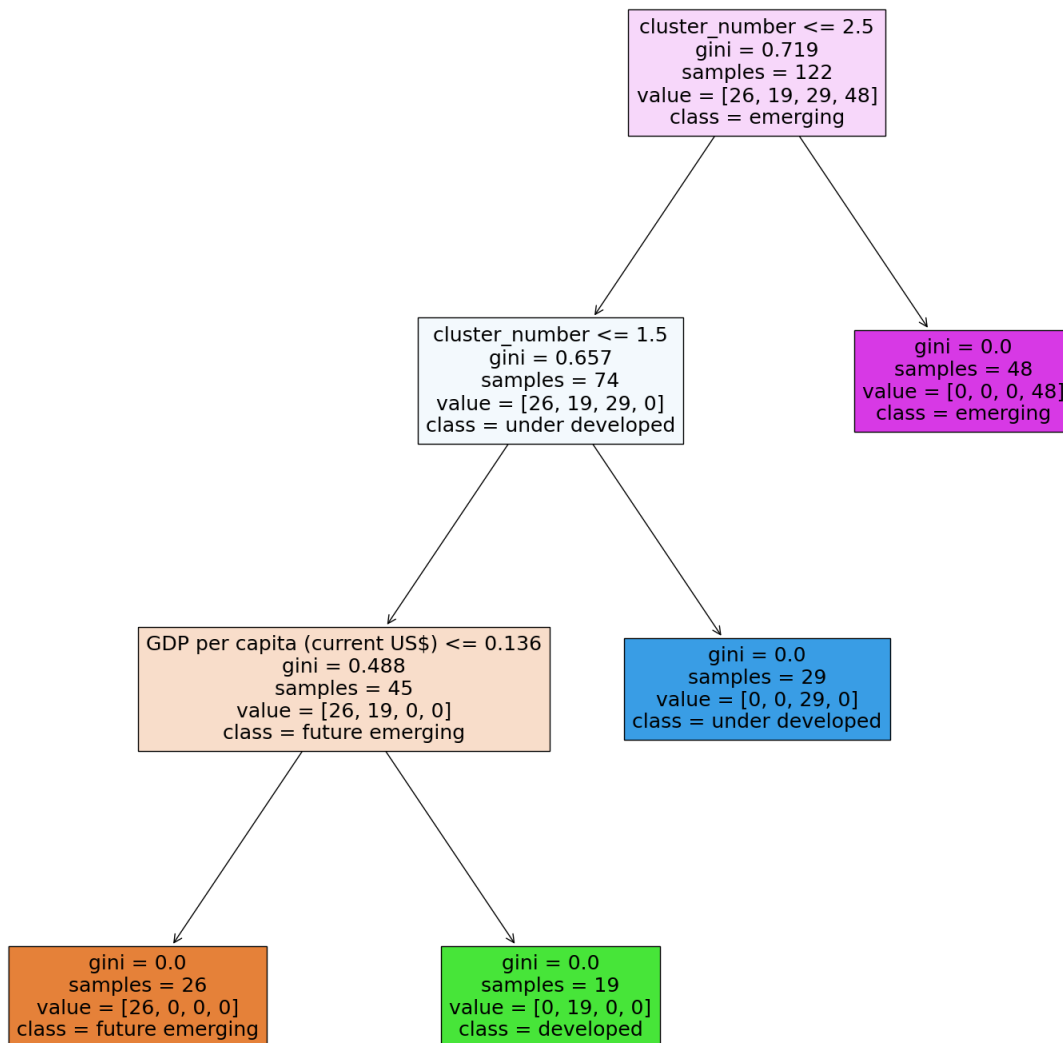 cluster_number <= 2.5
gini = 0.719
samples = 122
value = [26, 19, 29, 48]
class = emerging
cluster_number <= 1.5
gini = 0.657
samples = 74
value = [26, 19, 29, 0]
class = under developed
gini = 0.0
samples = 48
value = [0, 0, 0, 48]
class = emerging
GDP per capita (current US$) <= 0.136
gini = 0.488
samples = 45
value = [26, 19, 0, 0]
class = future emerging
gini = 0.0
samples = 29
value = [0, 0, 29, 0]
class = under developed
gini = 0.0
samples = 26
value = [26, 0, 0, 0]
class = future emerging
gini = 0.0
samples = 19
value = [0, 19, 0, 0]
class = developed